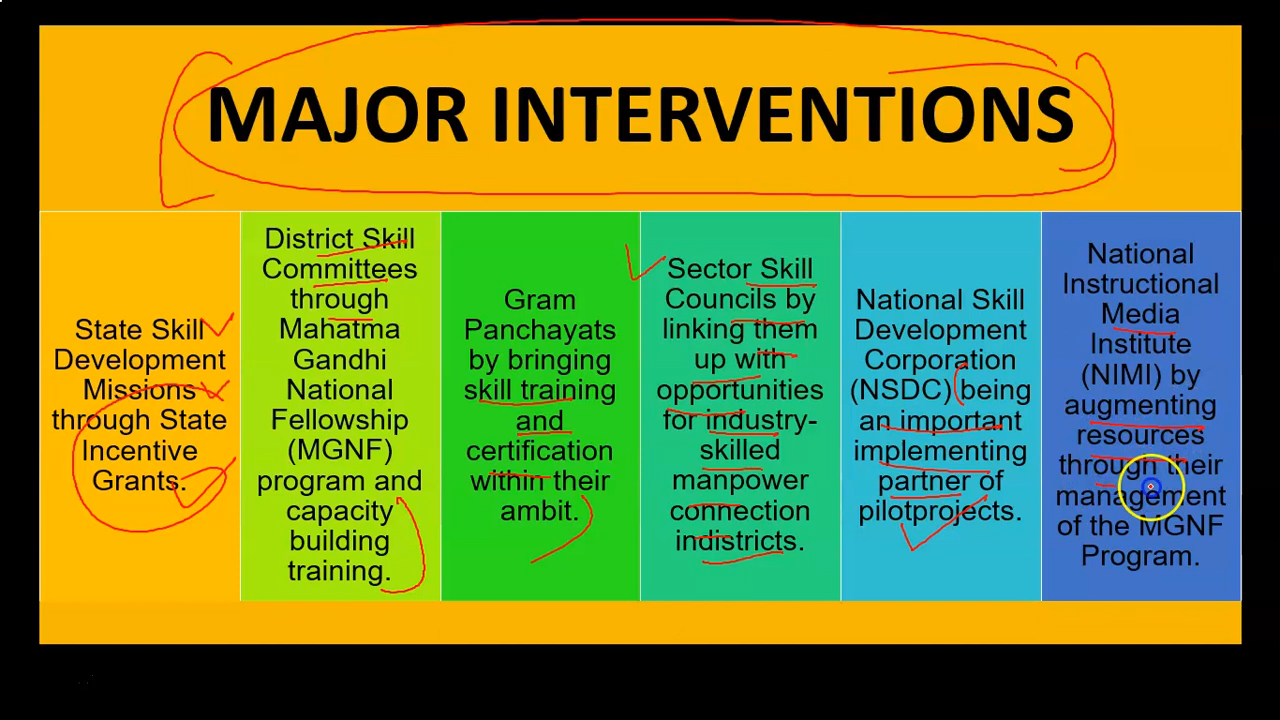 MAJOR INTERVENTIONS
State Skill
Development
Missions
through State
Incentive
Grants.
District Skill
Committees
through
Mahatma
Gandhi
National
Fellowship
(MGNF)
program and
capacity
building
training.
Gram
Panchayats
by bringing
skill training
and
certification
within their
ambit.
Sector Skill
Councils by
linking them
up with
opportunities
for industry-
skilled
manpower
connection
indistricts.
National Skill
Development
Corporation
(NSDC) being
an important
implementing
partner of
pilotprojects.
National
Instructional
Media
Institute
(NIMI) by
augmenting
resources
through their
management
of the MGNF
Program.